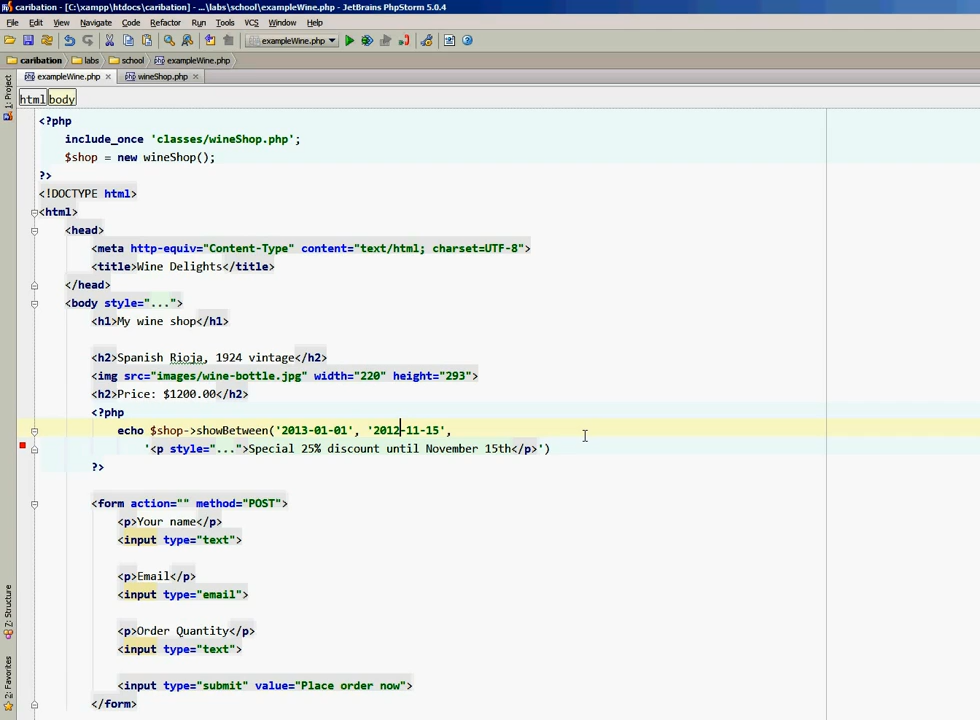 caribation - [C:\xampp\htdocs\caribation] - ...\labs\school\exampleWine.php - JetBrains PhpStorm 5.0.4
File Edit View Navigate Code Refactor Run Tools VCS Window Help
exampleWine.php
caribation labs school exampleWine.php
exampleWine.php wineShop.php
html body
1: Project
<?php
include_once 'classes/wineShop.php';
$shop = new wineShop();
?>
<!DOCTYPE html>
<html>
<head>
<meta http-equiv="Content-Type" content="text/html; charset=UTF-8">
<title>Wine Delights</title>
</head>
<body style="...">
<h1>My wine shop</h1>
<h2>Spanish Rioja, 1924 vintage</h2>
<img src="images/wine-bottle.jpg" width="220" height="293">
<h2>Price: $1200.00</h2>
<?php
echo $shop->showBetween('2013-01-01', '2012-11-15',
'<p style="...">Special 25% discount until November 15th</p>')
?>
<form action="" method="POST">
<p>Your name</p>
<input type="text">
<p>Email</p>
<input type="email">
<p>Order Quantity</p>
<input type="text">
<input type="submit" value="Place order now">
</form>
7: Structure
2: Favorites